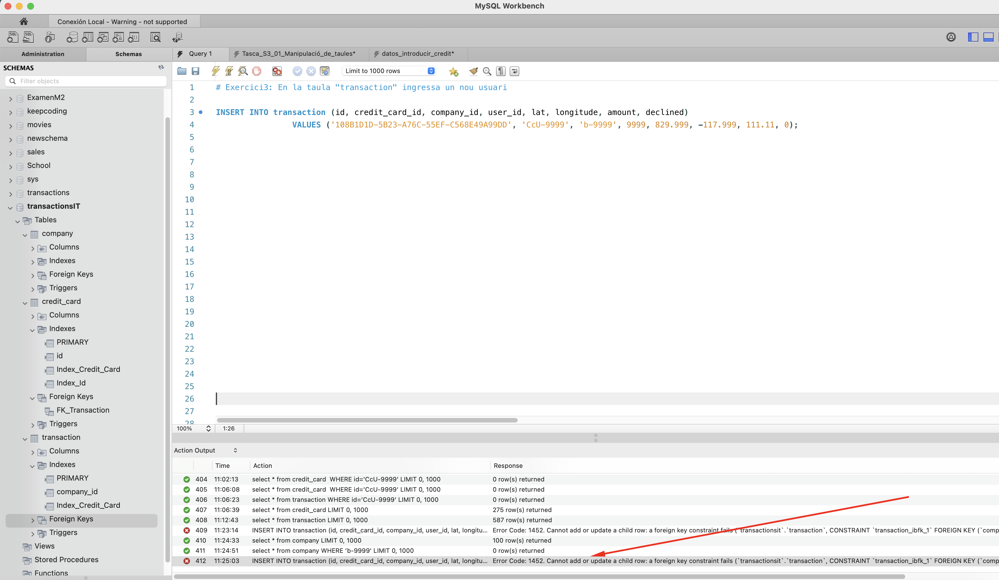 MySQL Workbench
Conexión Local - Warning - not supported
Administration
Schemas
Query 1
Tasca_S3_01_Manipulació_de_taules*
datos_introducir_credit*
SCHEMAS
Filter objects
ExamenM2
keepcoding
movies
newschema
sales
School
sys
transactions
transactionsIT
Tables
company
Columns
Indexes
Foreign Keys
Triggers
credit_card
Columns
Indexes
PRIMARY
id
Index_Credit_Card
Index_Id
Foreign Keys
FK_Transaction
Triggers
transaction
Columns
Indexes
PRIMARY
company_id
Index_Credit_Card
Foreign Keys
Triggers
Views
Stored Procedures
Functions
Limit to 1000 rows
1 # Exercici3: En la taula "transaction" ingressa un nou usuari
2
3 INSERT INTO transaction (id, credit_card_id, company_id, user_id, lat, longitude, amount, declined)
4 VALUES ('108B1D1D-5B23-A76C-55EF-C568E49A99DD', 'CcU-9999', 'b-9999', 9999, 829.999, -117.999, 111.11, 0);
5
6
7
8
9
10
11
12
13
14
15
16
17
18
19
20
21
22
23
24
25
26
27
28
100% 1:26
Action Output
Time Action Response
404 11:02:13 select * from credit_card WHERE id='CcU-9999' LIMIT 0, 1000 0 row(s) returned
405 11:06:08 select * from credit_card WHERE id='CcU-9999' LIMIT 0, 1000 0 row(s) returned
406 11:06:23 select * from transaction WHERE id='CcU-9999' LIMIT 0, 1000 0 row(s) returned
407 11:06:39 select * from credit_card LIMIT 0, 1000 275 row(s) returned
408 11:12:43 select * from transaction LIMIT 0, 1000 587 row(s) returned
409 11:23:14 INSERT INTO transaction (id, credit_card_id, company_id, user_id, lat, longitu... Error Code: 1452. Cannot add or update a child row: a foreign key constraint fails (`transactionsit`.`transaction`, CONSTRAINT `transaction_ibfk_1` FOREIGN KEY (`comp
410 11:24:33 select * from company LIMIT 0, 1000 100 row(s) returned
411 11:24:51 select * from company WHERE 'b-9999' LIMIT 0, 1000 0 row(s) returned
412 11:25:03 INSERT INTO transaction (id, credit_card_id, company_id, user_id, lat, longitu... Error Code: 1452. Cannot add or update a child row: a foreign key constraint fails (`transactionsit`.`transaction`, CONSTRAINT `transaction_ibfk_1` FOREIGN KEY (`comp